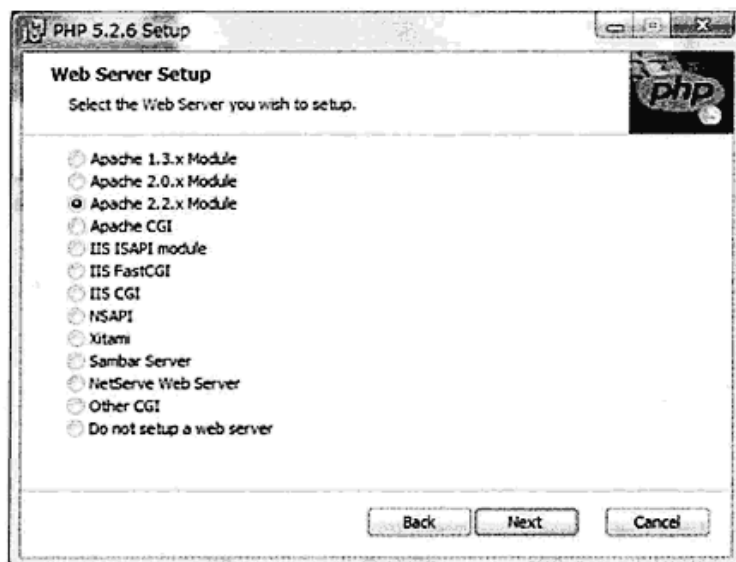 PHP 5.2.6 Setup
Web Server Setup
Select the Web Server you wish to setup.
php
Apache 1.3.x Module
Apache 2.0.x Module
Apache 2.2.x Module
Apache CGI
IIS ISAPI module
IIS FastCGI
IIS CGI
NSAPI
Xitami
Sambar Server
NetServe Web Server
Other CGI
Do not setup a web server
Back Next Cancel